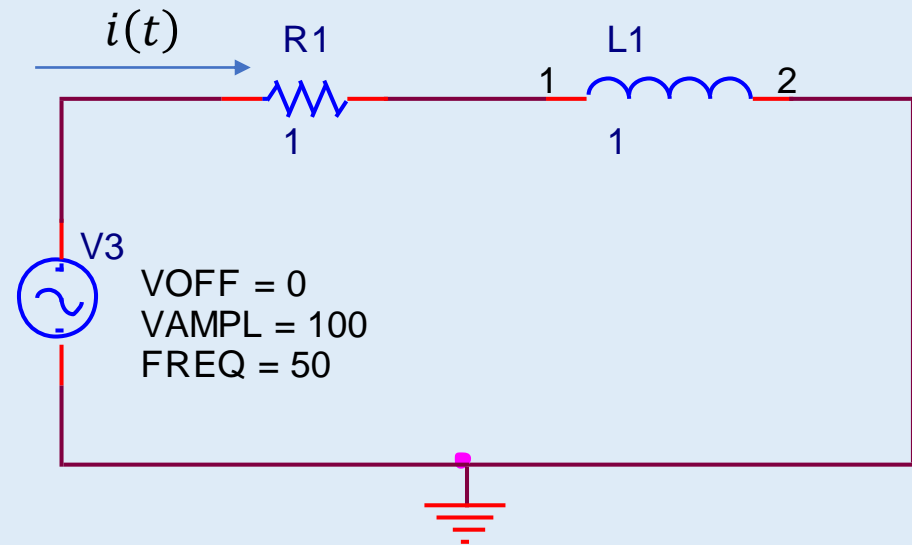 i(t)
R1
L1
1
2
1
1
V3
VOFF = 0
VAMPL = 100
FREQ = 50